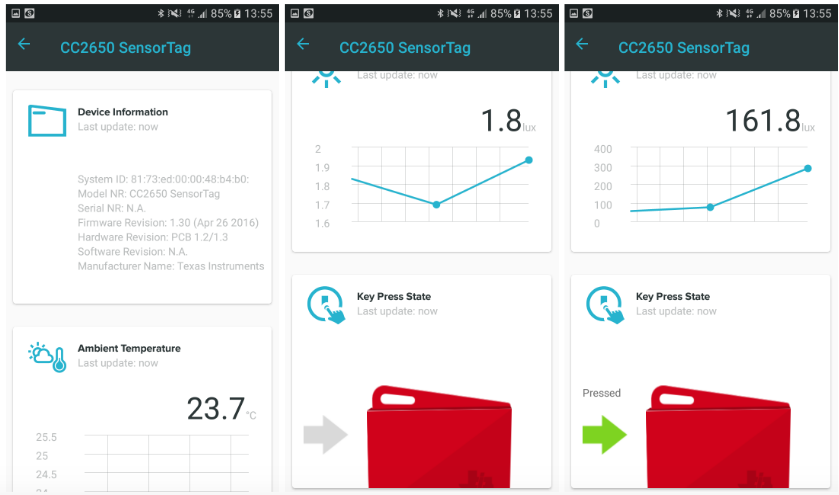 4G 85% 13:55
CC2650 SensorTag
Device Information
Last update: now
System ID: 81:73:ed:00:00:48:b4:b0:
Model NR: CC2650 SensorTag
Serial NR: N.A.
Firmware Revision: 1.30 (Apr 26 2016)
Hardware Revision: PCB 1.2/1.3
Software Revision: N.A.
Manufacturer Name: Texas Instruments
Ambient Temperature
Last update: now
23.7 °C
25.5
25
24.5
24
4G 85% 13:55
CC2650 SensorTag
Last update: now
1.8 lux
2
1.9
1.8
1.7
1.6
Key Press State
Last update: now
4G 85% 13:55
CC2650 SensorTag
Last update: now
161.8 lux
400
300
200
100
0
Key Press State
Last update: now
Pressed